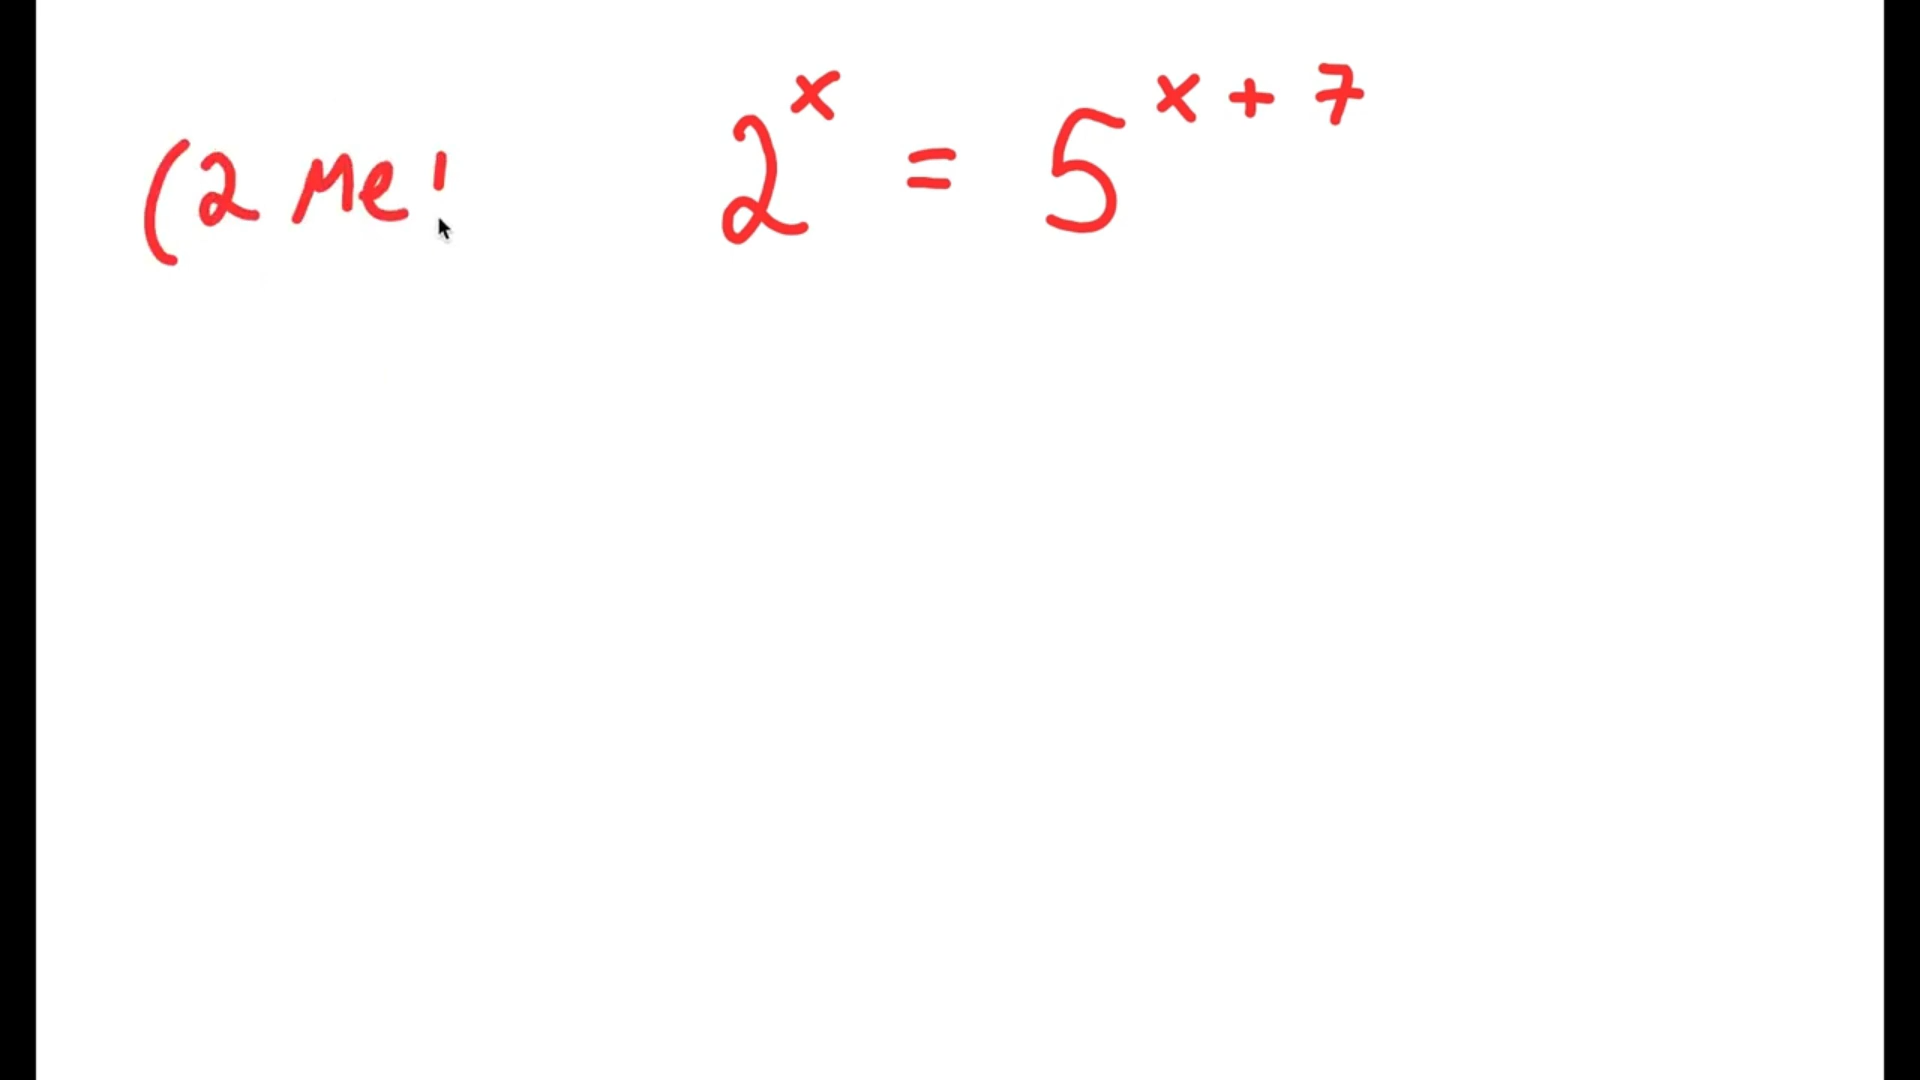 (2 Me' 2^x = 5^(x + 7)